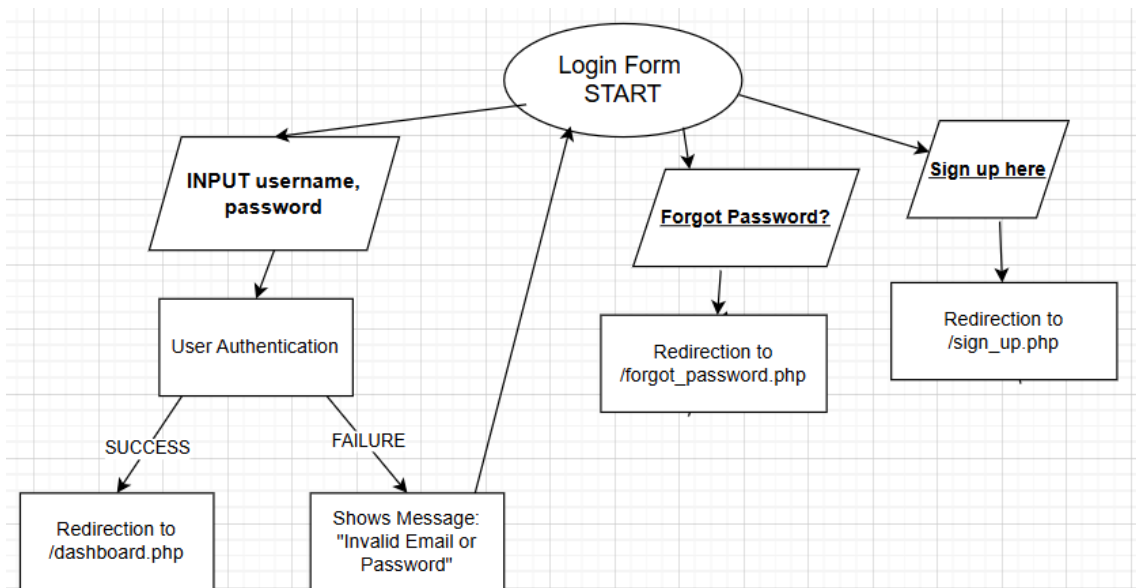 Login Form
START
INPUT username,
password
Forgot Password?
Sign up here
User Authentication
Redirection to
/forgot_password.php
Redirection to
/sign_up.php
SUCCESS
FAILURE
Redirection to
/dashboard.php
Shows Message:
"Invalid Email or
Password"